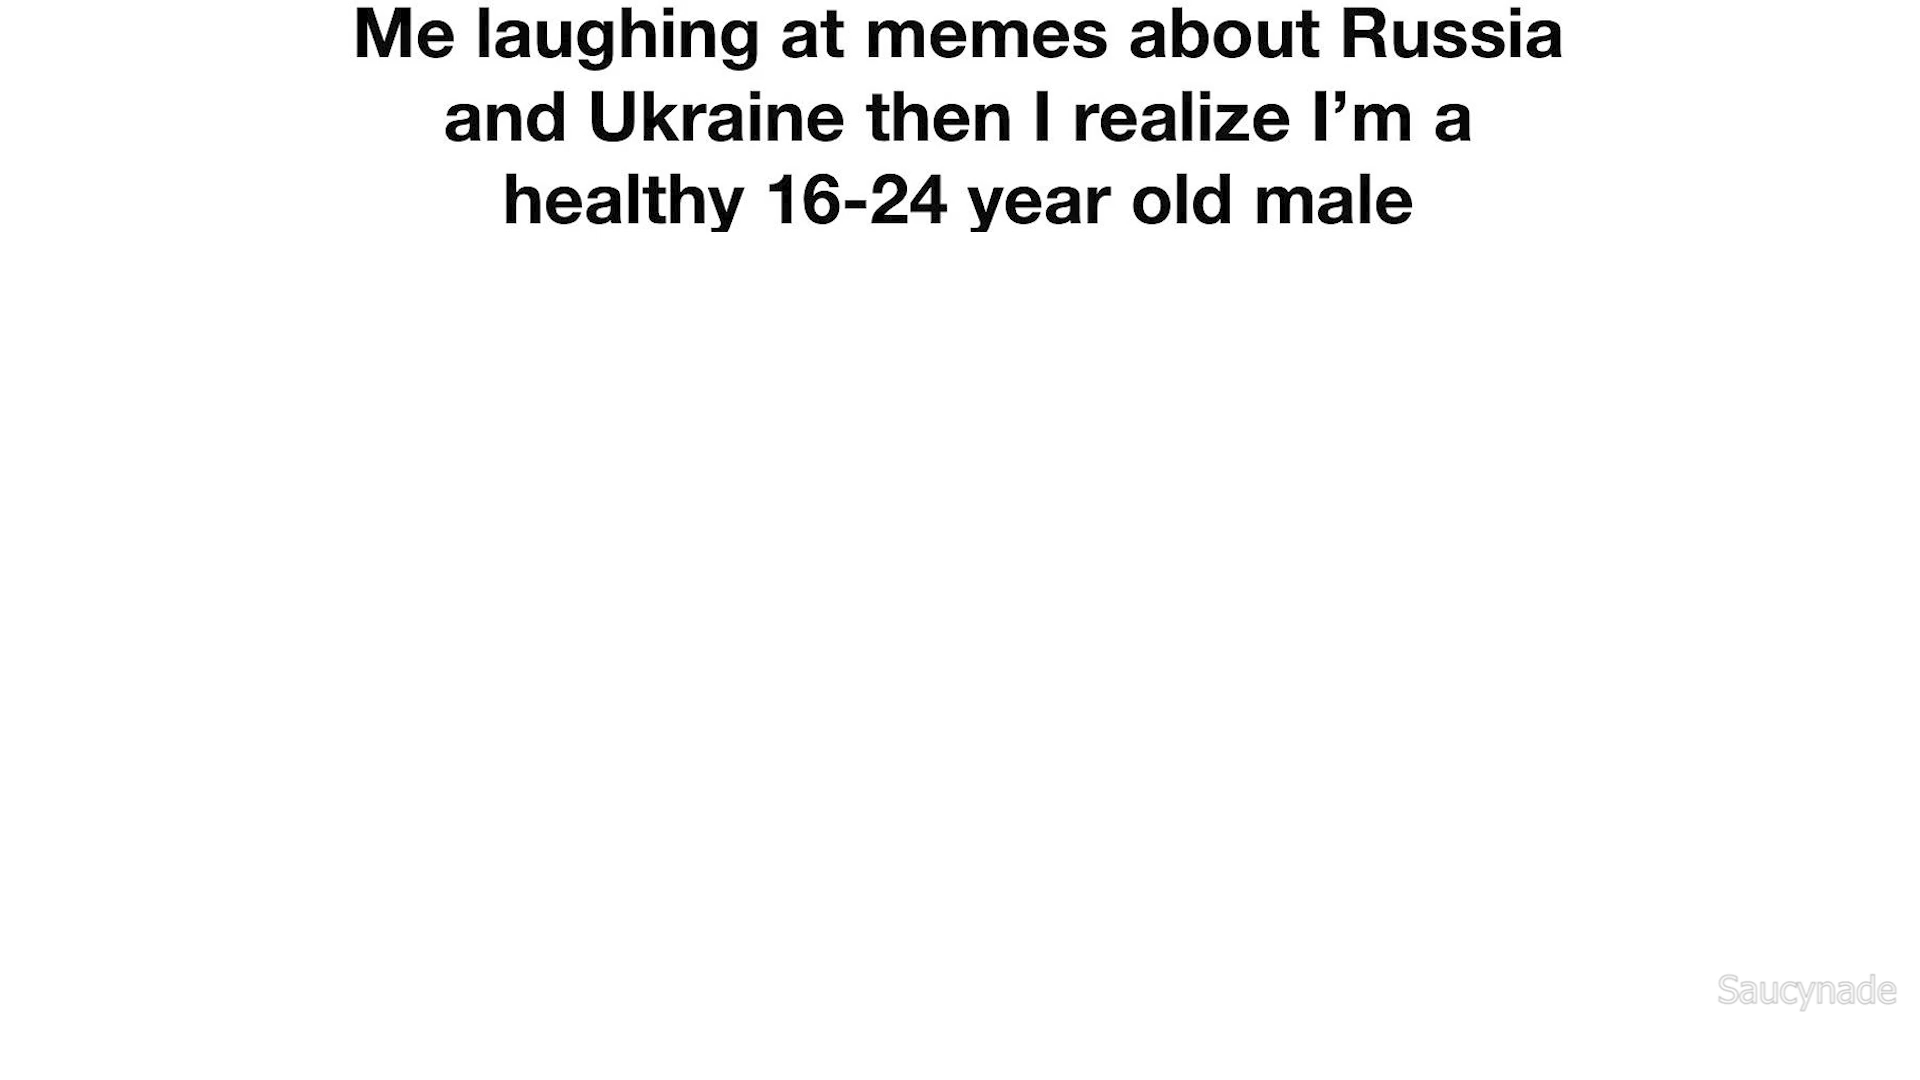 Me laughing at memes about Russia
and Ukraine then I realize I’m a
healthy 16-24 year old male
Saucynade